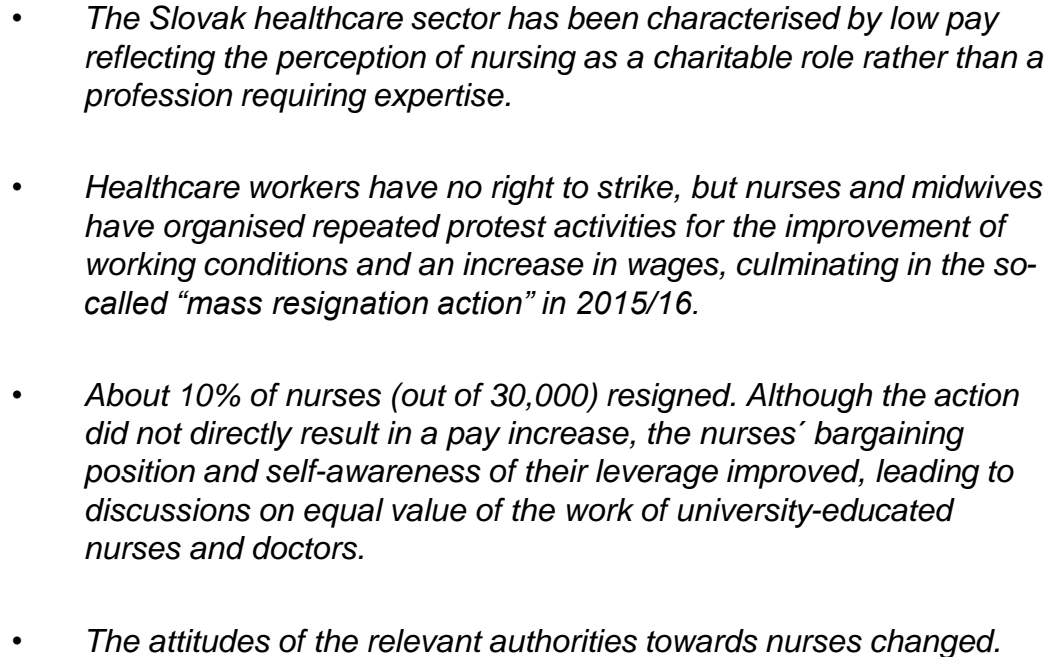 • The Slovak healthcare sector has been characterised by low pay
reflecting the perception of nursing as a charitable role rather than a
profession requiring expertise.
• Healthcare workers have no right to strike, but nurses and midwives
have organised repeated protest activities for the improvement of
working conditions and an increase in wages, culminating in the so-
called “mass resignation action” in 2015/16.
• About 10% of nurses (out of 30,000) resigned. Although the action
did not directly result in a pay increase, the nurses´ bargaining
position and self-awareness of their leverage improved, leading to
discussions on equal value of the work of university-educated
nurses and doctors.
• The attitudes of the relevant authorities towards nurses changed.